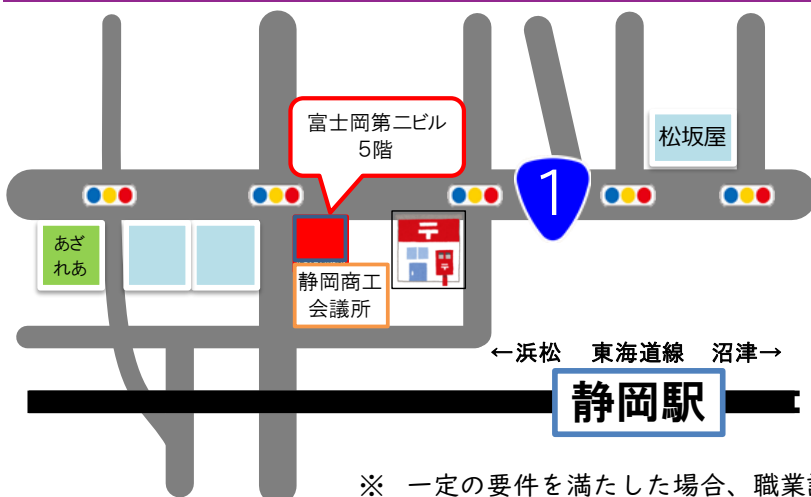 富士岡第二ビル
5階
松坂屋
1
あざ
れあ
〒
静岡商工
会議所
←浜松 東海道線 沼津→
静岡駅
※ 一定の要件を満たした場合、職業